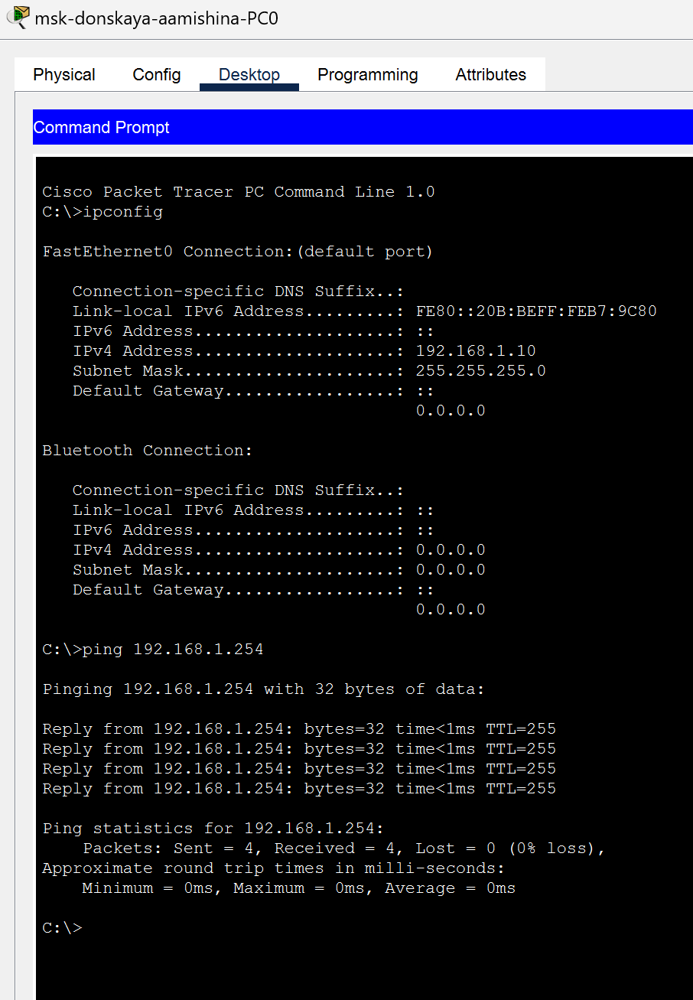 msk-donskaya-aamishina-PC0
Physical Config Desktop Programming Attributes
Command Prompt
Cisco Packet Tracer PC Command Line 1.0
C:\>ipconfig
FastEthernet0 Connection:(default port)
Connection-specific DNS Suffix..:
Link-local IPv6 Address.........: FE80::20B:BEFF:FEB7:9C80
IPv6 Address....................: ::
IPv4 Address....................: 192.168.1.10
Subnet Mask.....................: 255.255.255.0
Default Gateway.................: ::
0.0.0.0
Bluetooth Connection:
Connection-specific DNS Suffix..:
Link-local IPv6 Address.........: ::
IPv6 Address....................: ::
IPv4 Address....................: 0.0.0.0
Subnet Mask.....................: 0.0.0.0
Default Gateway.................: ::
0.0.0.0
C:\>ping 192.168.1.254
Pinging 192.168.1.254 with 32 bytes of data:
Reply from 192.168.1.254: bytes=32 time<1ms TTL=255
Reply from 192.168.1.254: bytes=32 time<1ms TTL=255
Reply from 192.168.1.254: bytes=32 time<1ms TTL=255
Reply from 192.168.1.254: bytes=32 time<1ms TTL=255
Ping statistics for 192.168.1.254:
Packets: Sent = 4, Received = 4, Lost = 0 (0% loss),
Approximate round trip times in milli-seconds:
Minimum = 0ms, Maximum = 0ms, Average = 0ms
C:\>